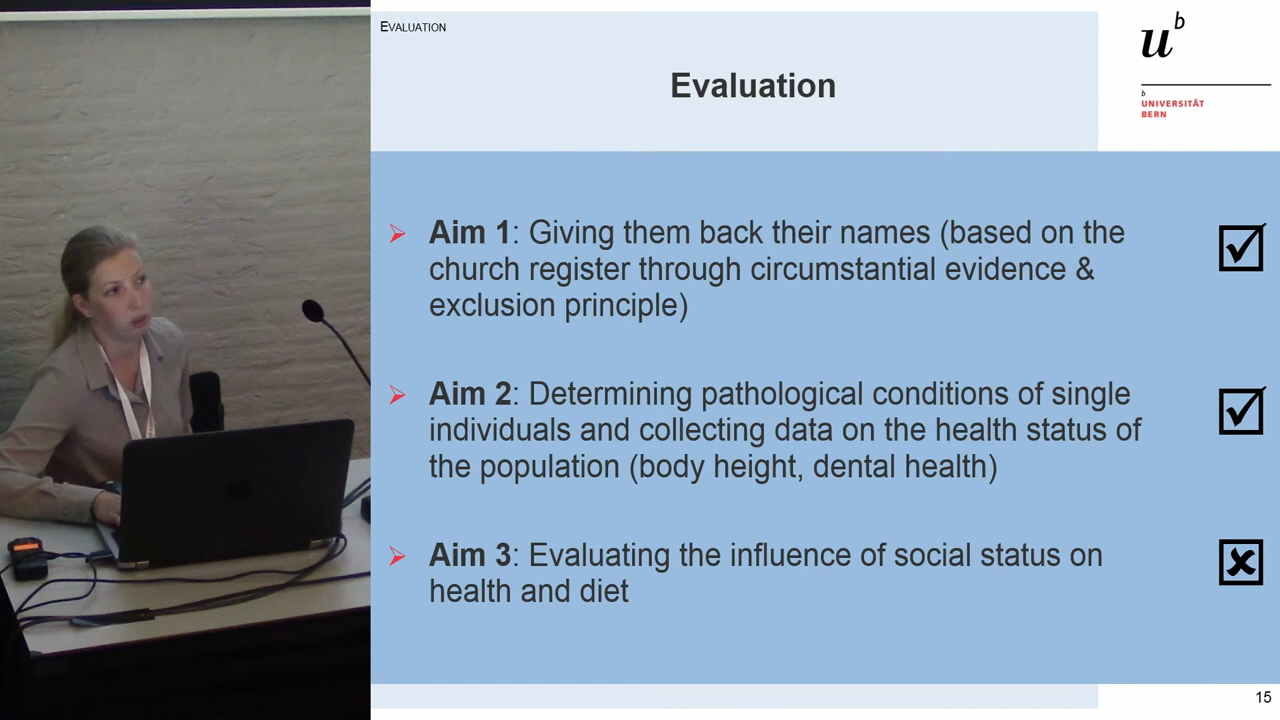 EVALUATION
Evaluation
u^b
b
UNIVERSITÄT
BERN
Aim 1: Giving them back their names (based on the
church register through circumstantial evidence &
exclusion principle)
Aim 2: Determining pathological conditions of single
individuals and collecting data on the health status of
the population (body height, dental health)
Aim 3: Evaluating the influence of social status on
health and diet
15